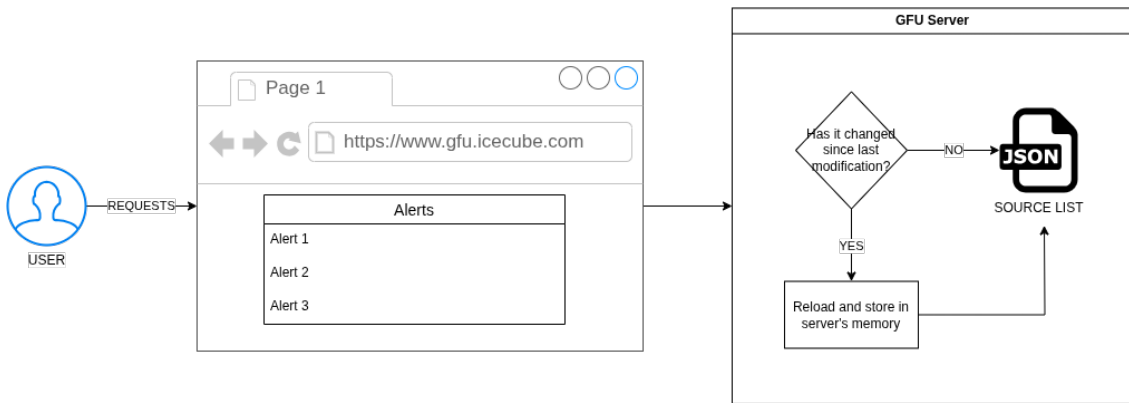 GFU Server
Page 1
https://www.gfu.icecube.com
Has it changed
since last
modification?
NO
JSON
SOURCE LIST
REQUESTS
USER
Alerts
Alert 1
Alert 2
Alert 3
YES
Reload and store in
server's memory